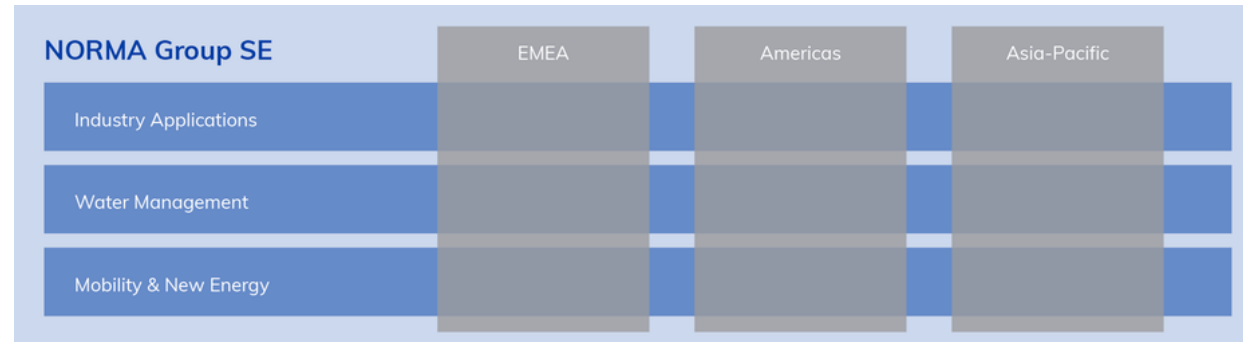 NORMA Group SE
EMEA
Americas
Asia-Pacific
Industry Applications
Water Management
Mobility & New Energy